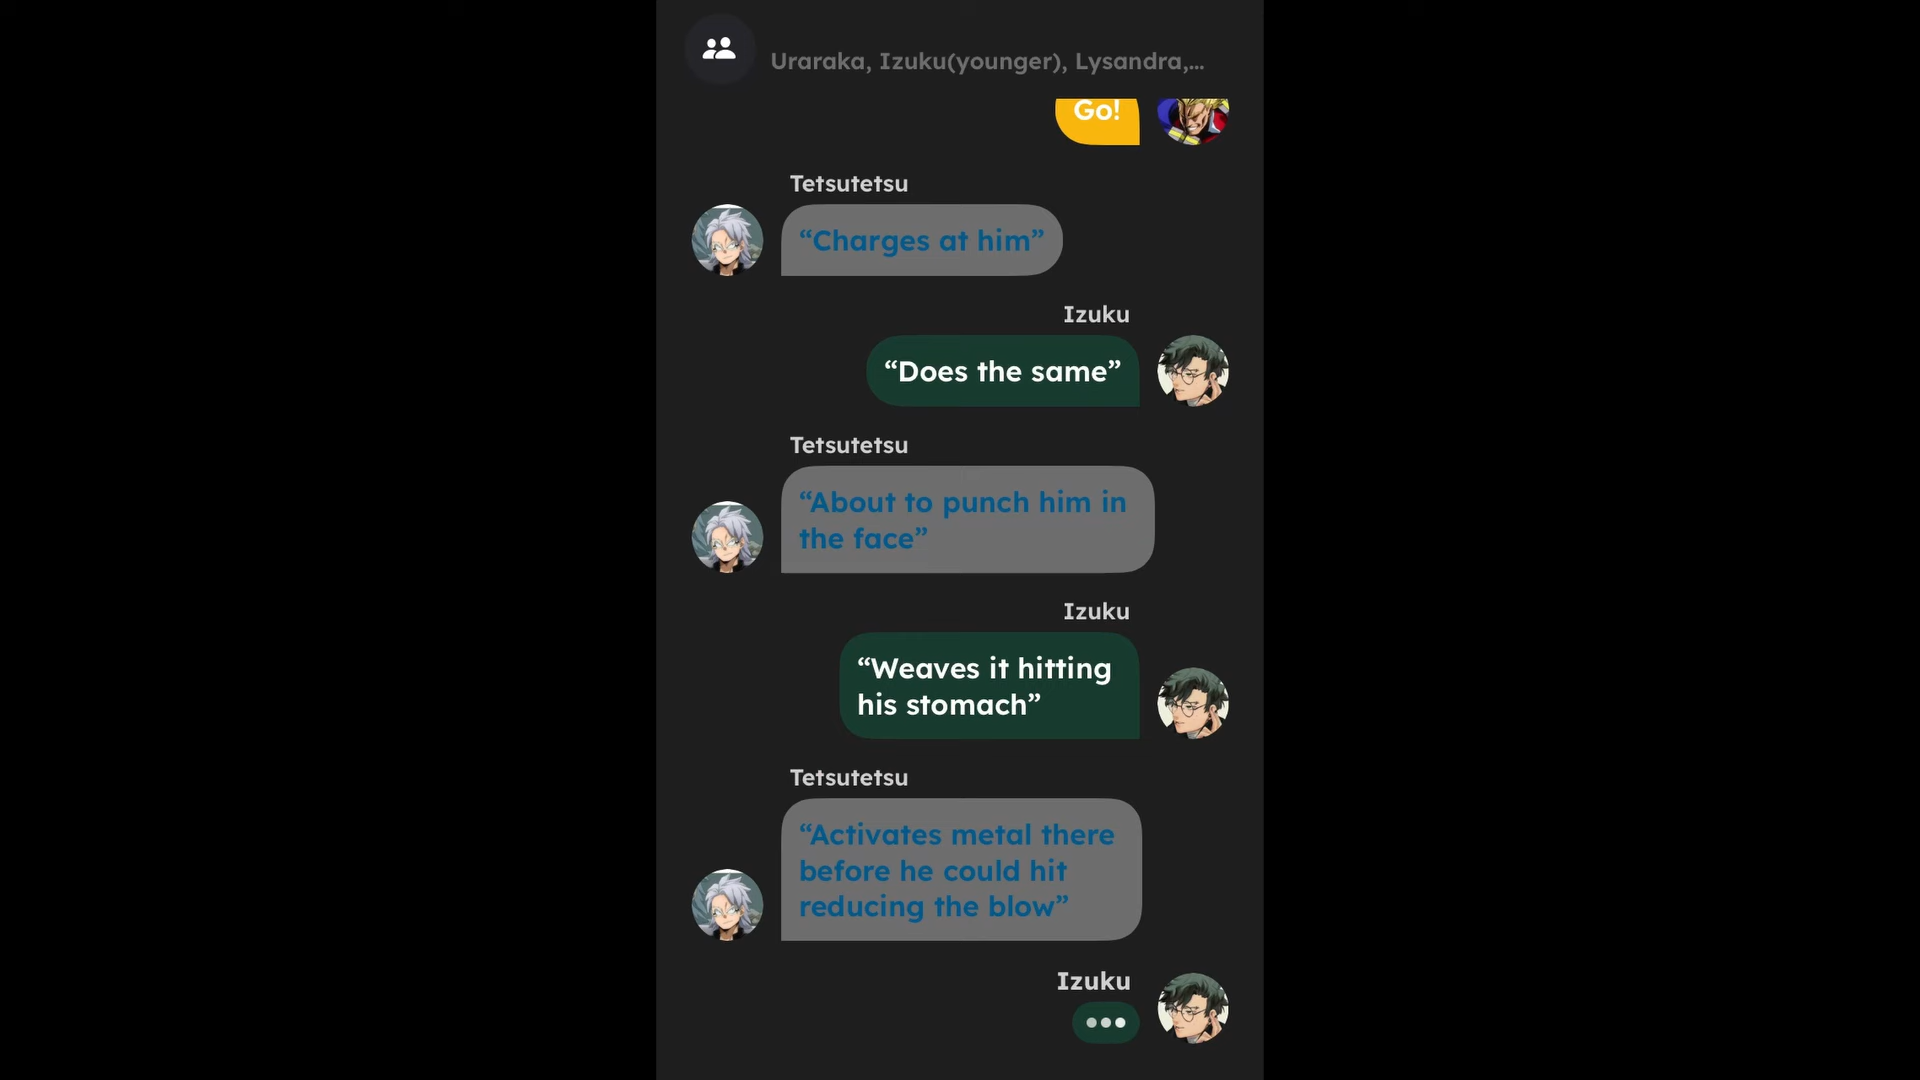 Uraraka, Izuku(younger), Lysandra,...
Go!
Tetsutetsu
“Charges at him”
Izuku
“Does the same”
Tetsutetsu
“About to punch him in
the face”
Izuku
“Weaves it hitting
his stomach”
Tetsutetsu
“Activates metal there
before he could hit
reducing the blow”
Izuku